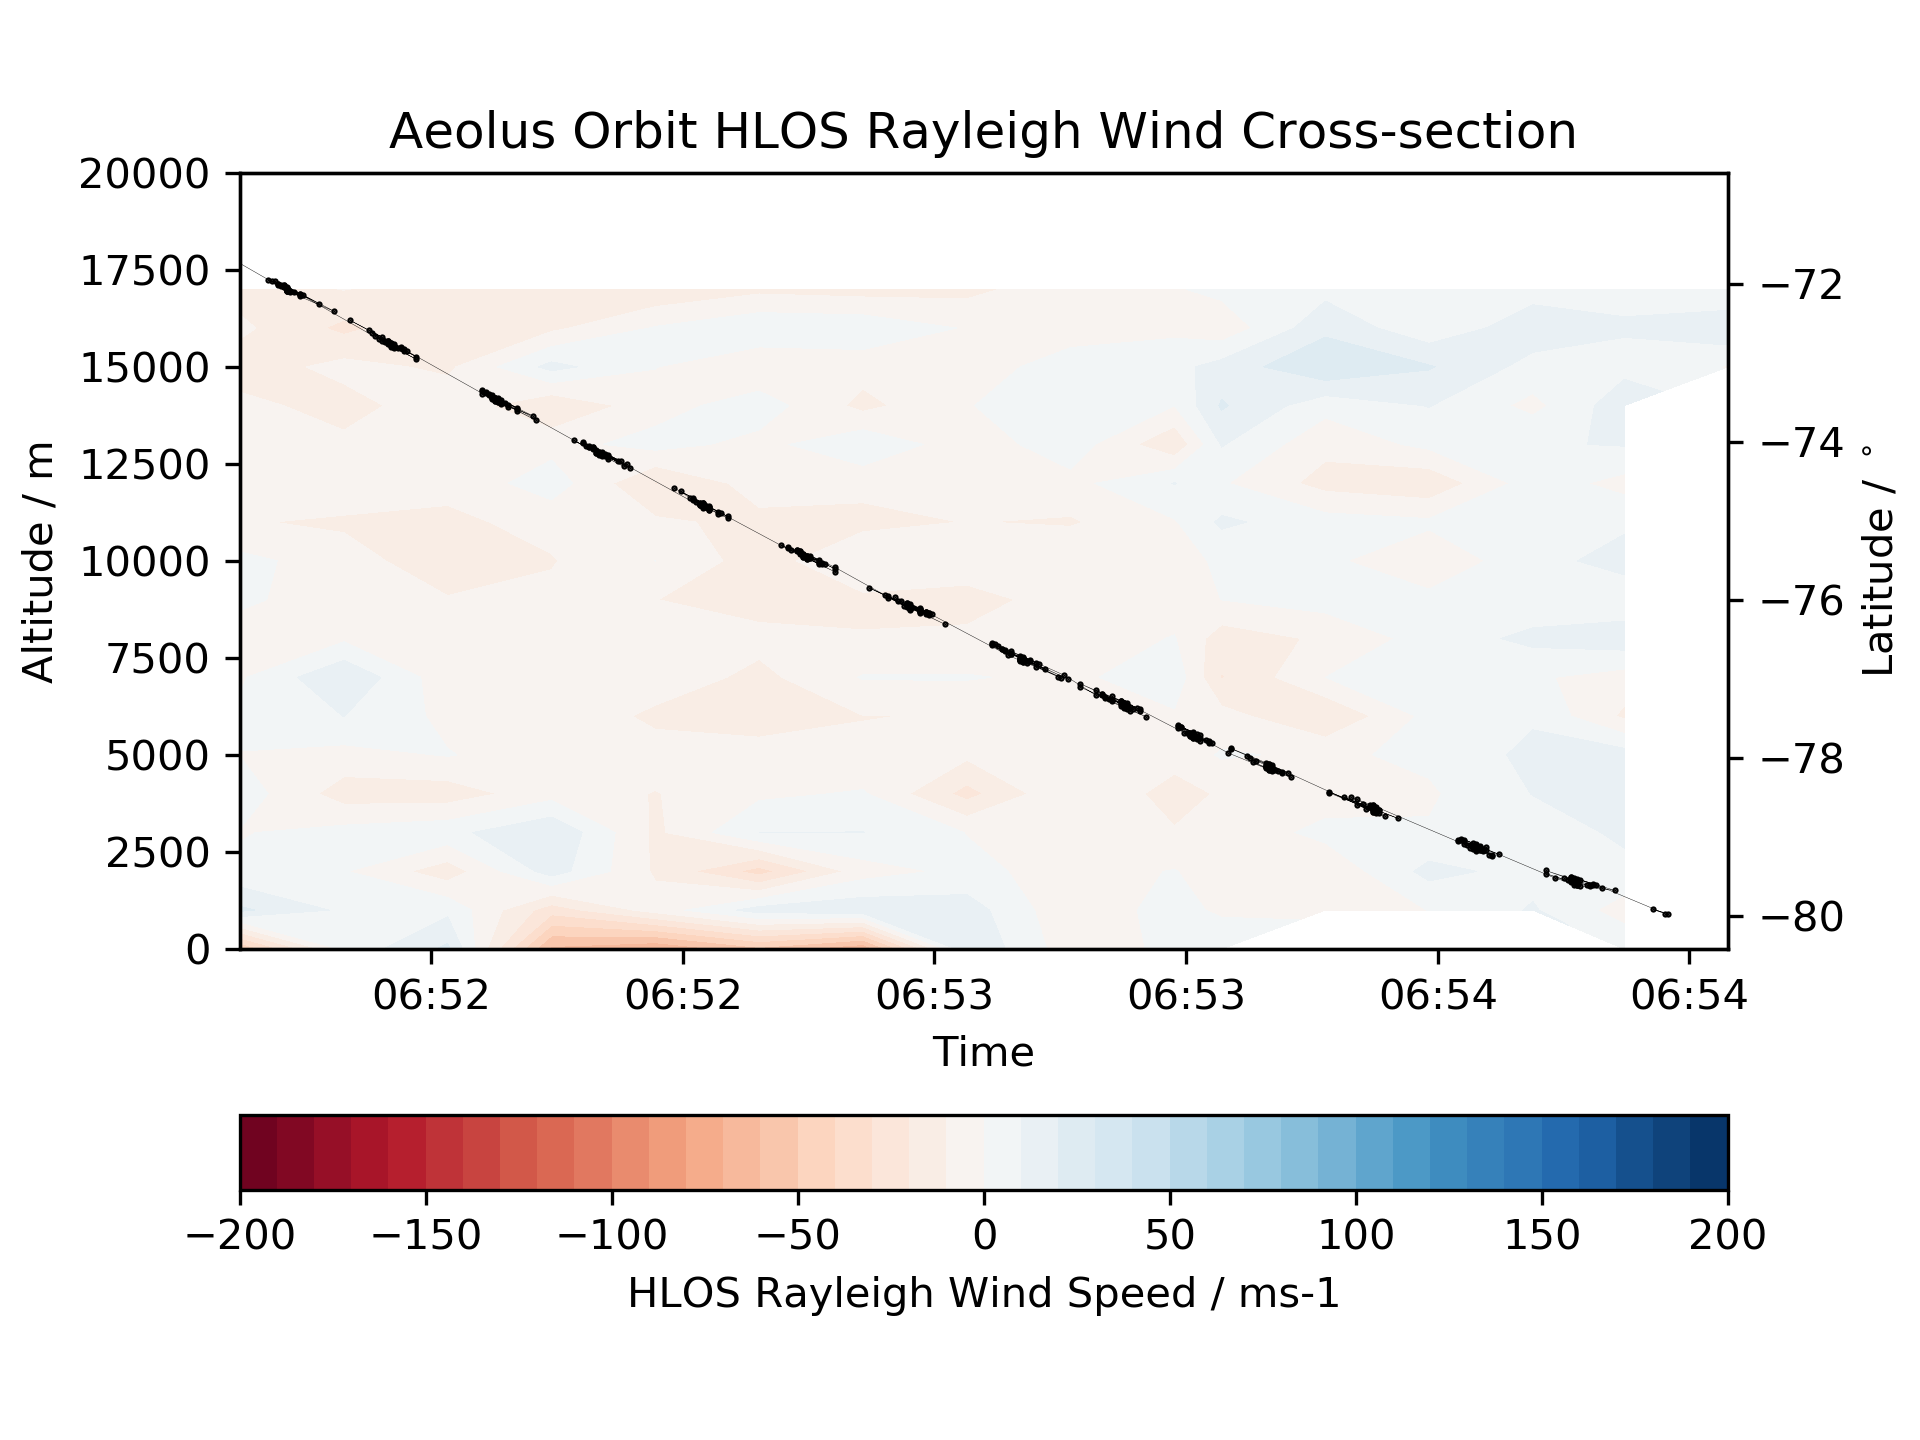 Aeolus Orbit HLOS Rayleigh Wind Cross-section
20000
17500
15000
12500
10000
7500
5000
2500
0
Altitude / m
−72
−74
−76
−78
−80
Latitude / °
06:52 06:52 06:53 06:53 06:54 06:54
Time
−200 −150 −100 −50 0 50 100 150 200
HLOS Rayleigh Wind Speed / ms-1